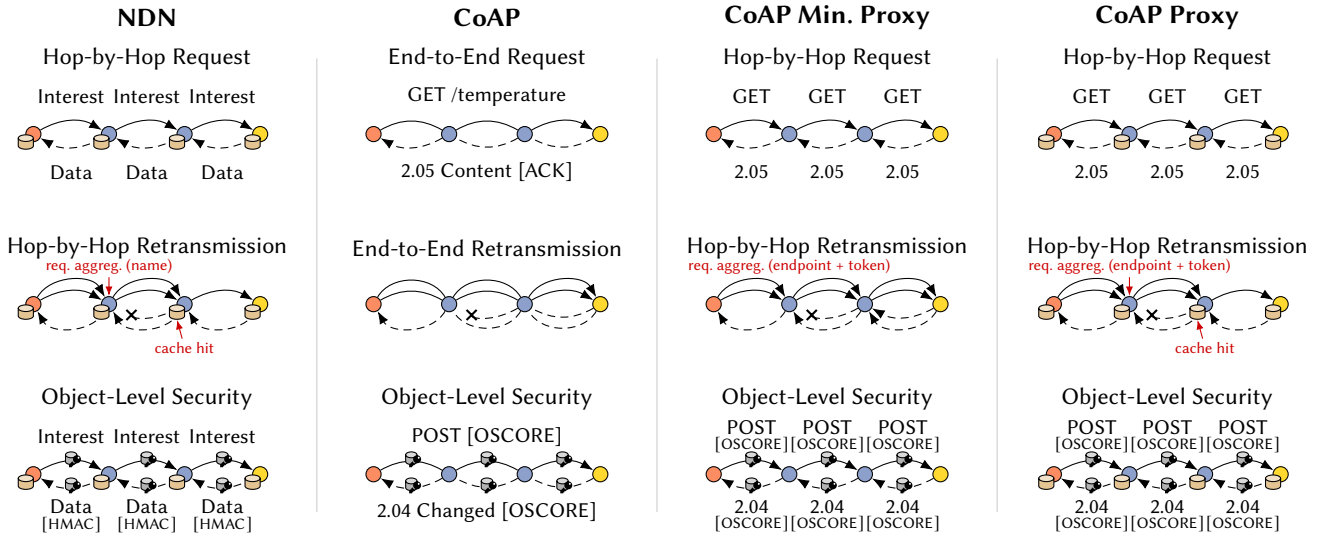 NDN
Hop-by-Hop Request
Interest Interest Interest
Data Data Data
Hop-by-Hop Retransmission
req. aggreg. (name)
cache hit
Object-Level Security
Interest Interest Interest
Data Data Data
[HMAC] [HMAC] [HMAC]
CoAP
End-to-End Request
GET /temperature
2.05 Content [ACK]
End-to-End Retransmission
Object-Level Security
POST [OSCORE]
2.04 Changed [OSCORE]
CoAP Min. Proxy
Hop-by-Hop Request
GET GET GET
2.05 2.05 2.05
Hop-by-Hop Retransmission
req. aggreg. (endpoint + token)
Object-Level Security
POST POST POST
[OSCORE] [OSCORE] [OSCORE]
2.04 2.04 2.04
[OSCORE] [OSCORE] [OSCORE]
CoAP Proxy
Hop-by-Hop Request
GET GET GET
2.05 2.05 2.05
Hop-by-Hop Retransmission
req. aggreg. (endpoint + token)
cache hit
Object-Level Security
POST POST POST
[OSCORE] [OSCORE] [OSCORE]
2.04 2.04 2.04
[OSCORE] [OSCORE] [OSCORE]